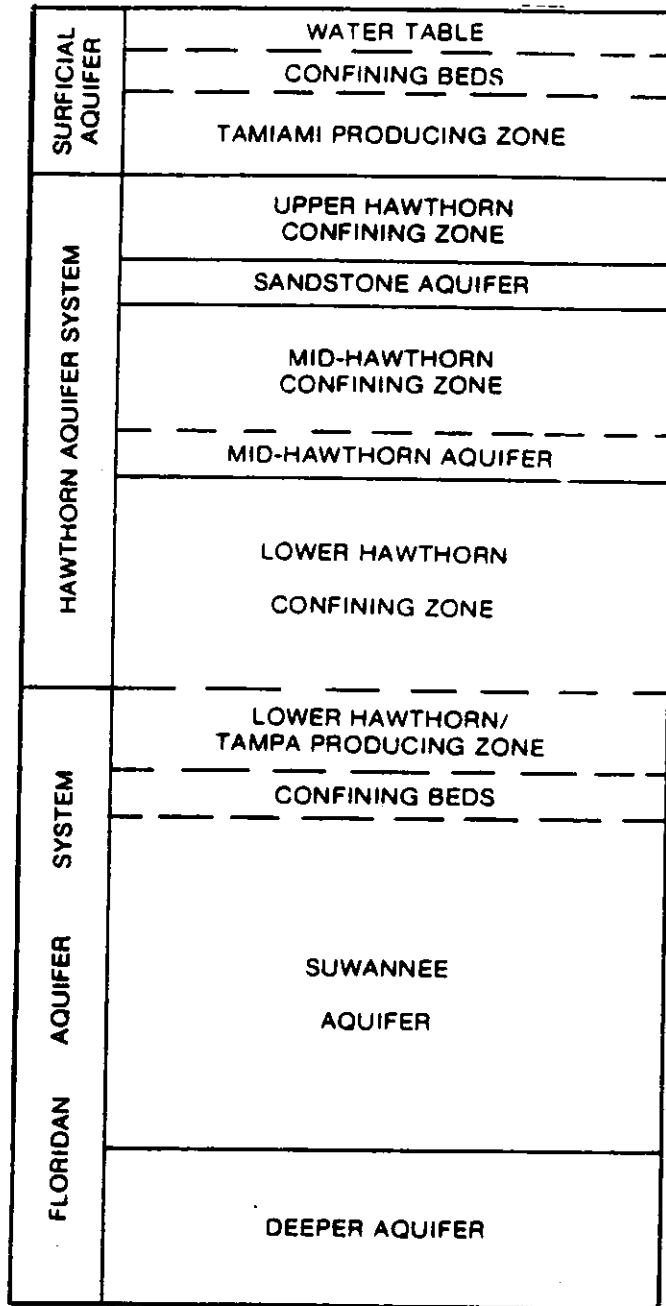 SURFICIAL
AQUIFER
WATER TABLE
CONFINING BEDS
TAMIAMI PRODUCING ZONE
HAWTHORN AQUIFER SYSTEM
UPPER HAWTHORN
CONFINING ZONE
SANDSTONE AQUIFER
MID-HAWTHORN
CONFINING ZONE
MID-HAWTHORN AQUIFER
LOWER HAWTHORN
CONFINING ZONE
FLORIDAN AQUIFER SYSTEM
LOWER HAWTHORN/
TAMPA PRODUCING ZONE
CONFINING BEDS
SUWANNEE
AQUIFER
DEEPER AQUIFER